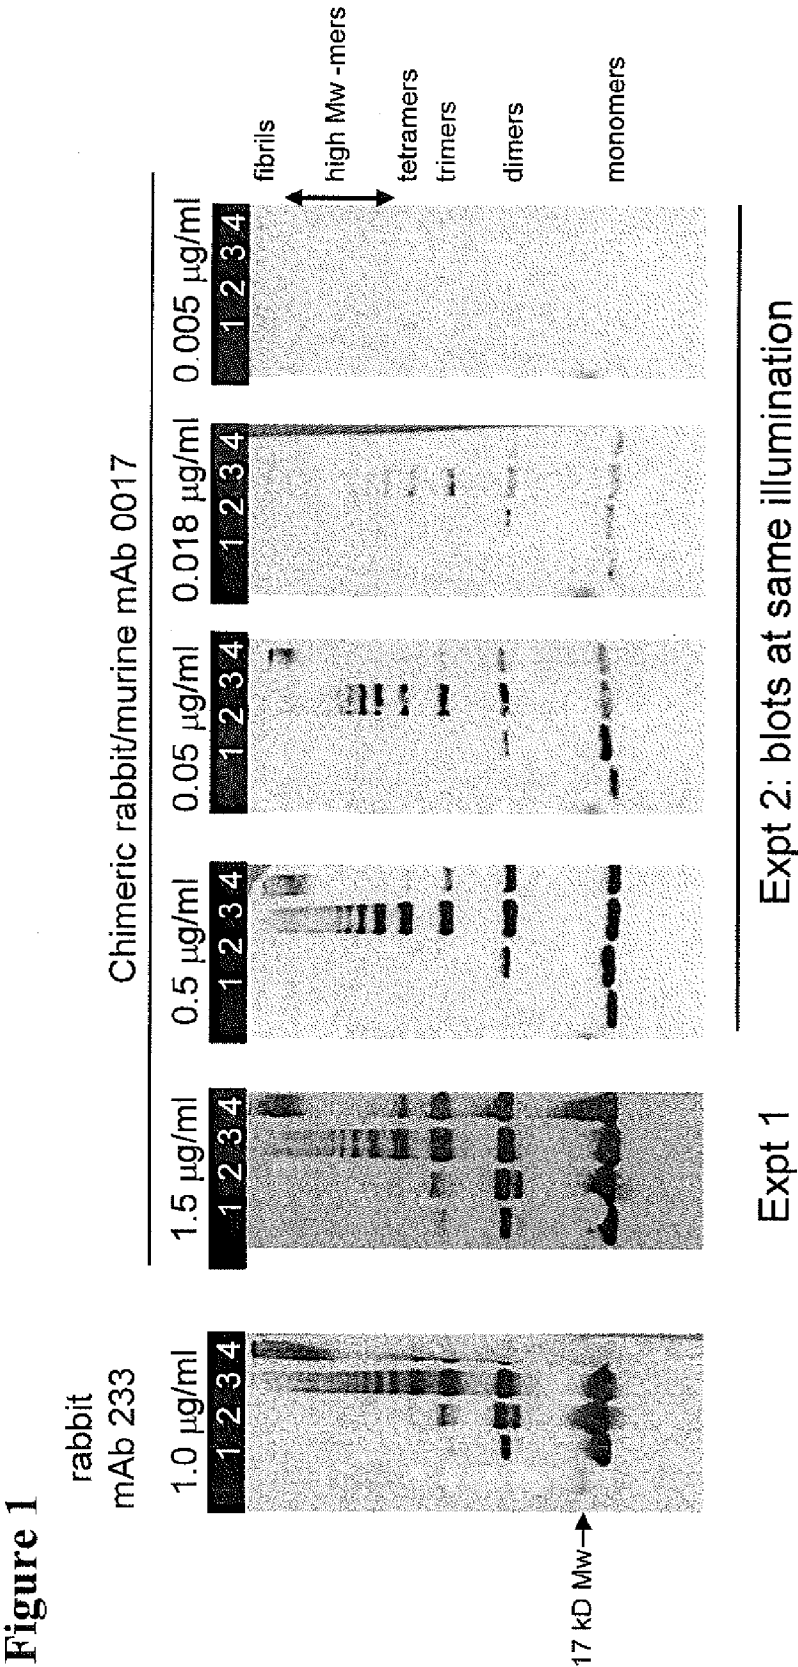 Figure 1
rabbit
mAb 233
Chimeric rabbit/murine mAb 0017
1.0 µg/ml
1.5 µg/ml
0.5 µg/ml
0.05 µg/ml
0.018 µg/ml
0.005 µg/ml
1 2 3 4
1 2 3 4
1 2 3 4
1 2 3 4
1 2 3 4
1 2 3 4
fibrils
high Mw -mers
tetramers
trimers
dimers
monomers
17 kD Mw
Expt 1
Expt 2: blots at same illumination